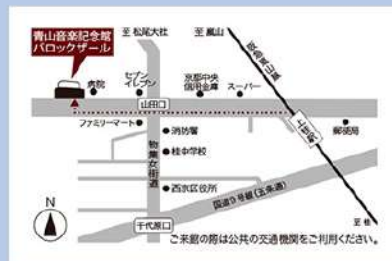 青山音楽記念館
バロックザール
至 松尾大社
至 嵐山
阪急嵐山線
病院
セブン
イレブン
京都中央
信用金庫
スーパー
山田口
ファミリーマート
消防署
物集女街道
桂中学校
上桂駅
郵便局
西京区役所
国道9号線(五条通)
千代原口
至 桂
N
ご来館の際は公共の交通機関をご利用ください。